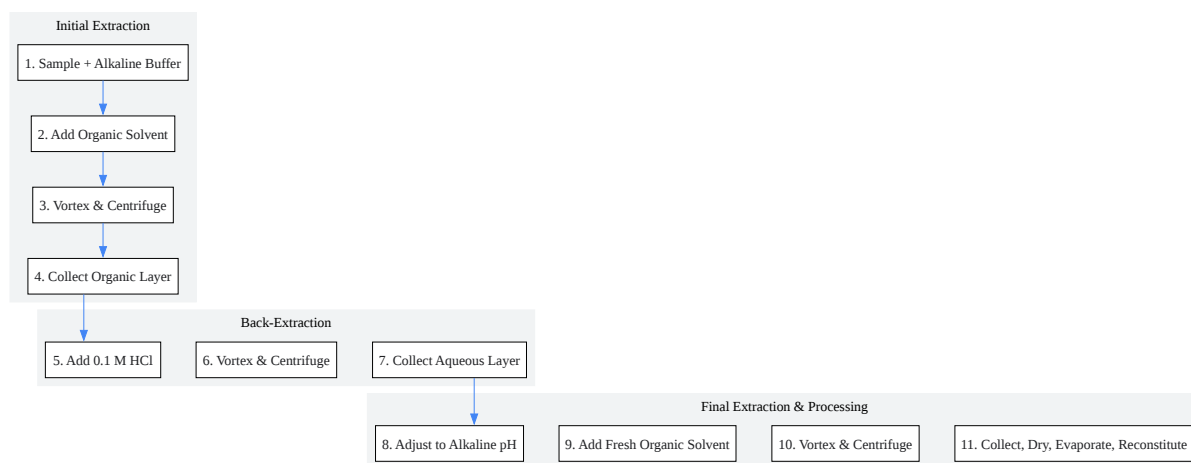 Initial Extraction
1. Sample + Alkaline Buffer
2. Add Organic Solvent
3. Vortex & Centrifuge
4. Collect Organic Layer
Back-Extraction
5. Add 0.1 M HCl
6. Vortex & Centrifuge
7. Collect Aqueous Layer
Final Extraction & Processing
8. Adjust to Alkaline pH
9. Add Fresh Organic Solvent
10. Vortex & Centrifuge
11. Collect, Dry, Evaporate, Reconstitute